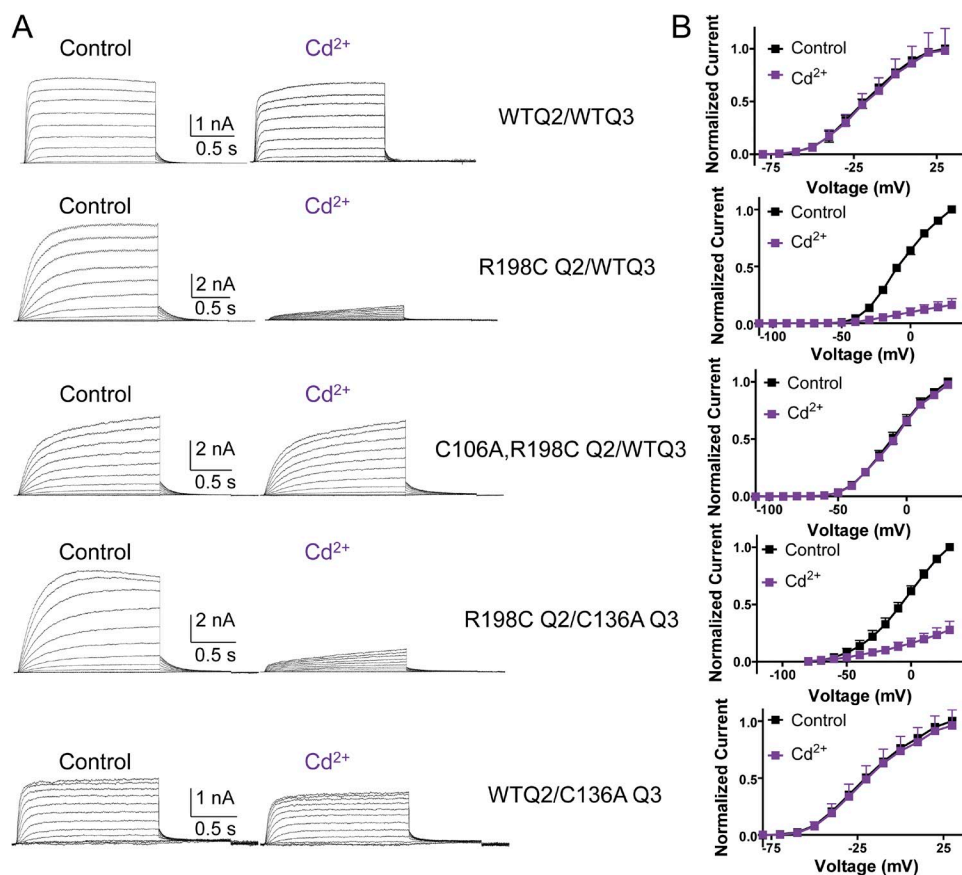 A
B
Control
Cd2+
1 nA
0.5 s
WTQ2/WTQ3
Normalized Current
1.0
0.5
0.0
Control
Cd2+
-75
-25
25
Voltage (mV)
Control
Cd2+
2 nA
0.5 s
R198C Q2/WTQ3
Normalized Current
1.0
0.5
0.0
Control
Cd2+
-100
-50
0
Voltage (mV)
Control
Cd2+
2 nA
0.5 s
C106A,R198C Q2/WTQ3
Normalized Current
1.0
0.5
0.0
Control
Cd2+
-100
-50
0
Voltage (mV)
Control
Cd2+
2 nA
0.5 s
R198C Q2/C136A Q3
Normalized Current
1.0
0.5
0.0
Control
Cd2+
-100
-50
0
Voltage (mV)
Control
Cd2+
1 nA
0.5 s
WTQ2/C136A Q3
Normalized Current
1.0
0.5
0.0
Control
Cd2+
-75
-25
25
Voltage (mV)